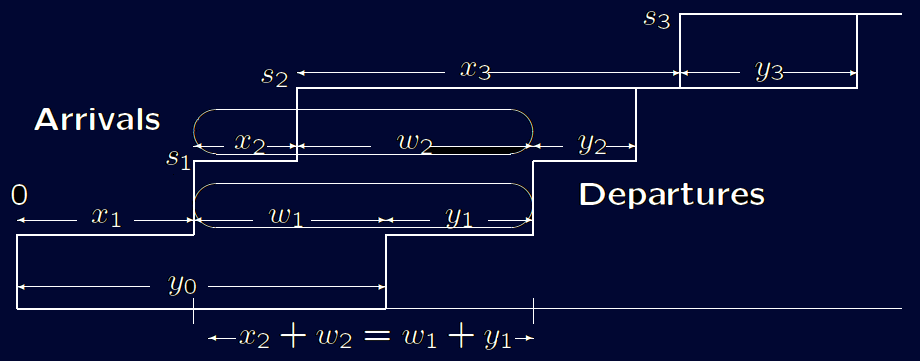 s₃
x₃ y₃
s₂
Arrivals
x₂ w₂ y₂
s₁
0
Departures
x₁ w₁ y₁
y₀
x₂ + w₂ = w₁ + y₁